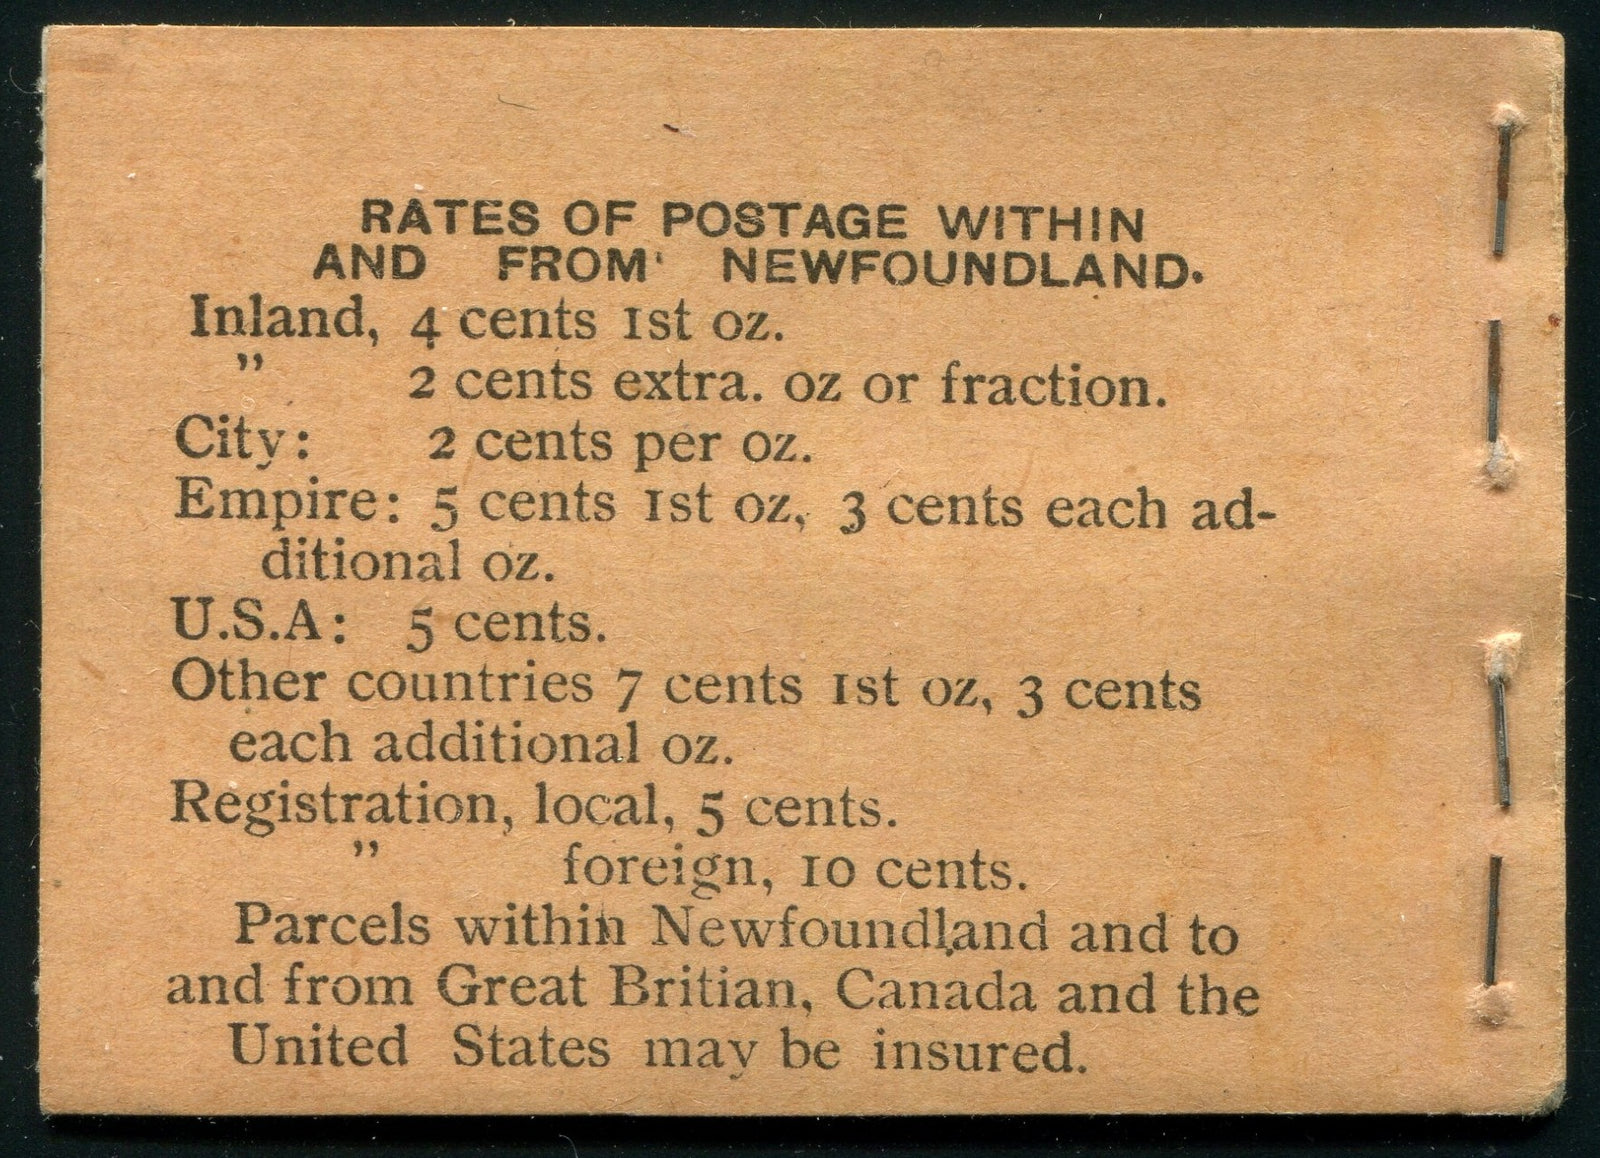 RATES OF POSTAGE WITHIN
AND FROM NEWFOUNDLAND.
Inland, 4 cents 1st oz.
” 2 cents extra. oz or fraction.
City: 2 cents per oz.
Empire: 5 cents 1st oz, 3 cents each ad-
ditional oz.
U.S.A: 5 cents.
Other countries 7 cents 1st oz, 3 cents
each additional oz.
Registration, local, 5 cents.
” foreign, 10 cents.
Parcels within Newfoundland and to
and from Great Britian, Canada and the
United States may be insured.